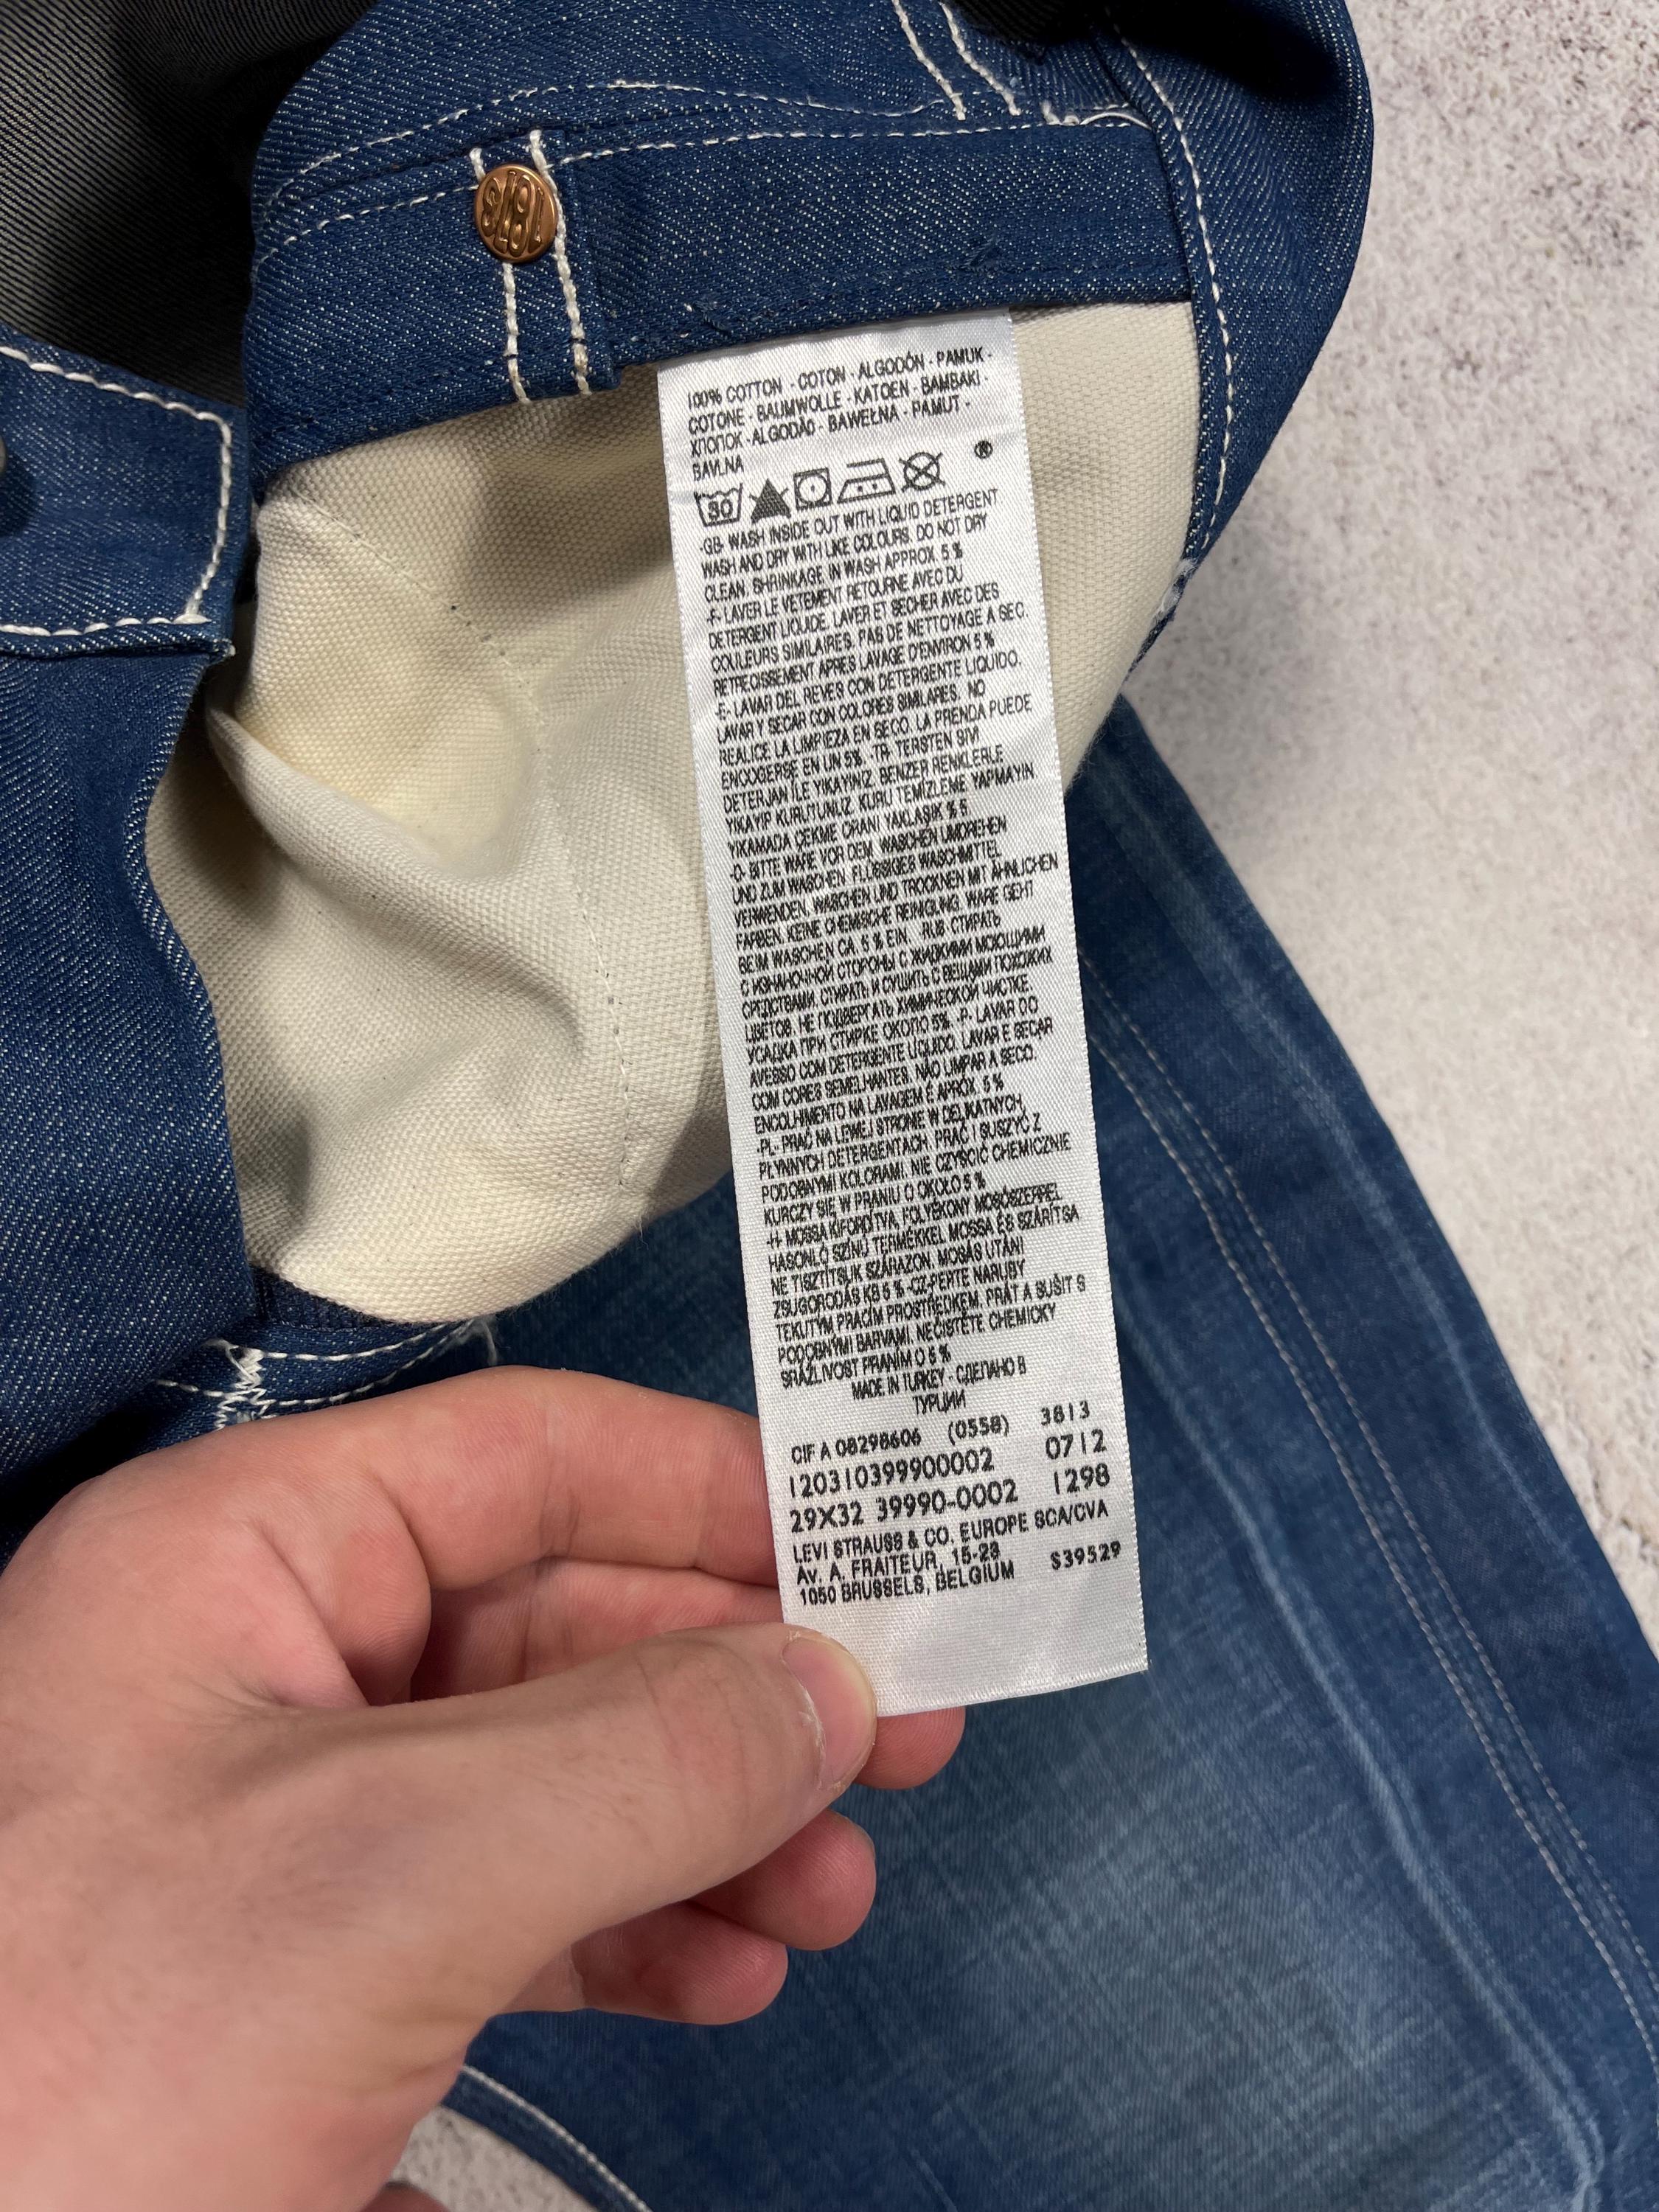 1873
100% COTTON - COTON - ALGODÓN - PAMUK -
COTONE - BAUMWOLLE - KATOEN - BAMBAKI -
ХЛОПОК - ALGODÃO - BAWEŁNA - PAMUT -
BAVLNA
®
30
-GB- WASH INSIDE OUT WITH LIQUID DETERGENT
WASH AND DRY WITH LIKE COLOURS. DO NOT DRY
CLEAN. SHRINKAGE IN WASH APPROX. 5 %
-F- LAVER LE VETEMENT RETOURNE AVEC DU
DETERGENT LIQUIDE. LAVER ET SECHER AVEC DES
COULEURS SIMILAIRES. PAS DE NETTOYAGE A SEC.
RETRECISSEMENT APRES LAVAGE D'ENVIRON 5 %
-E- LAVAR DEL REVES CON DETERGENTE LIQUIDO.
LAVAR Y SECAR CON COLORES SIMILARES. NO
REALICE LA LIMPIEZA EN SECO. LA PRENDA PUEDE
ENCOGERSE EN UN 5%. -TR- TERSTEN SIVI
DETERJAN İLE YIKAYINIZ. BENZER RENKLERLE
YIKAYIP KURUTUNUZ. KURU TEMİZLEME YAPMAYIN
YIKAMADA ÇEKME ORANI YAKLAŞIK % 5.
-D- BITTE WARE VOR DEM WASCHEN UMDREHEN
UND ZUM WASCHEN FLÜSSIGES WASCHMITTEL
VERWENDEN. WASCHEN UND TROCKNEN MIT ÄHNLICHEN
FARBEN. KEINE CHEMISCHE REINIGUNG. WARE GEHT
BEIM WASCHEN CA. 5 % EIN. -RUS- СТИРАТЬ
С ИЗНАНОЧНОЙ СТОРОНЫ С ЖИДКИМИ МОЮЩИМИ
СРЕДСТВАМИ. СТИРАТЬ И СУШИТЬ С ВЕЩАМИ ПОХОЖИХ
ЦВЕТОВ. НЕ ПОДВЕРГАТЬ ХИМИЧЕСКОЙ ЧИСТКЕ.
УСАДКА ПРИ СТИРКЕ ОКОЛО 5%. -P- LAVAR DO
AVESSO COM DETERGENTE LÍQUIDO. LAVAR E SECAR
COM CORES SEMELHANTES. NÃO LIMPAR A SECO.
ENCOLHIMENTO NA LAVAGEM É APROX. 5 %
-PL- PRAĆ NA LEWEJ STRONIE W DELIKATNYCH,
PŁYNNYCH DETERGENTACH. PRAĆ I SUSZYĆ Z
PODOBNYMI KOLORAMI. NIE CZYŚCIĆ CHEMICZNIE
KURCZY SIĘ W PRANIU O OKOŁO 5 %
-H- MOSSA KIFORDÍTVA, FOLYÉKONY MOSÓSZERREL
HASONLÓ SZÍNŰ TERMÉKKEL MOSSA ÉS SZÁRÍTSA
NE TISZTÍTSUK SZÁRAZON. MOSÁS UTÁNI
ZSUGORODÁS KB 5 % -CZ- PERTE NARUBY
TEKUTÝM PRACÍM PROSTŘEDKEM. PRÁT A SUŠIT S
PODOBNÝMI BARVAMI. NEČISTĚTE CHEMICKY
SRÁŽLIVOST PRANÍM O 5 %
MADE IN TURKEY - СДЕЛАНО В
ТУРЦИИ
CIF A 08298606 (0558) 3813
120310399900002 0712
29X32 39990-0002 1298
LEVI STRAUSS & CO. EUROPE SCA/CVA
Av. A. FRAITEUR, 15-23
1050 BRUSSELS, BELGIUM S39529